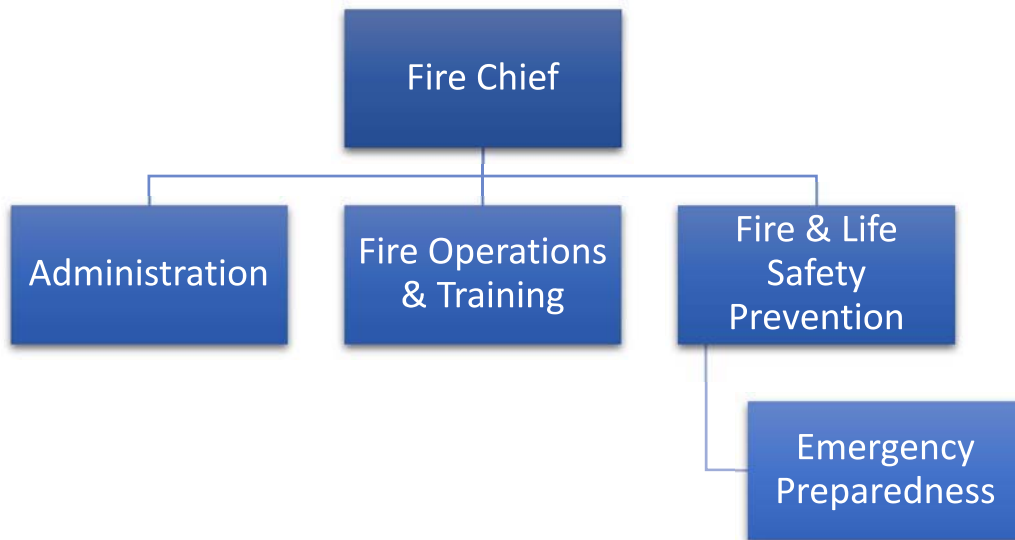 Fire Chief
Administration
Fire Operations
& Training
Fire & Life
Safety
Prevention
Emergency
Preparedness